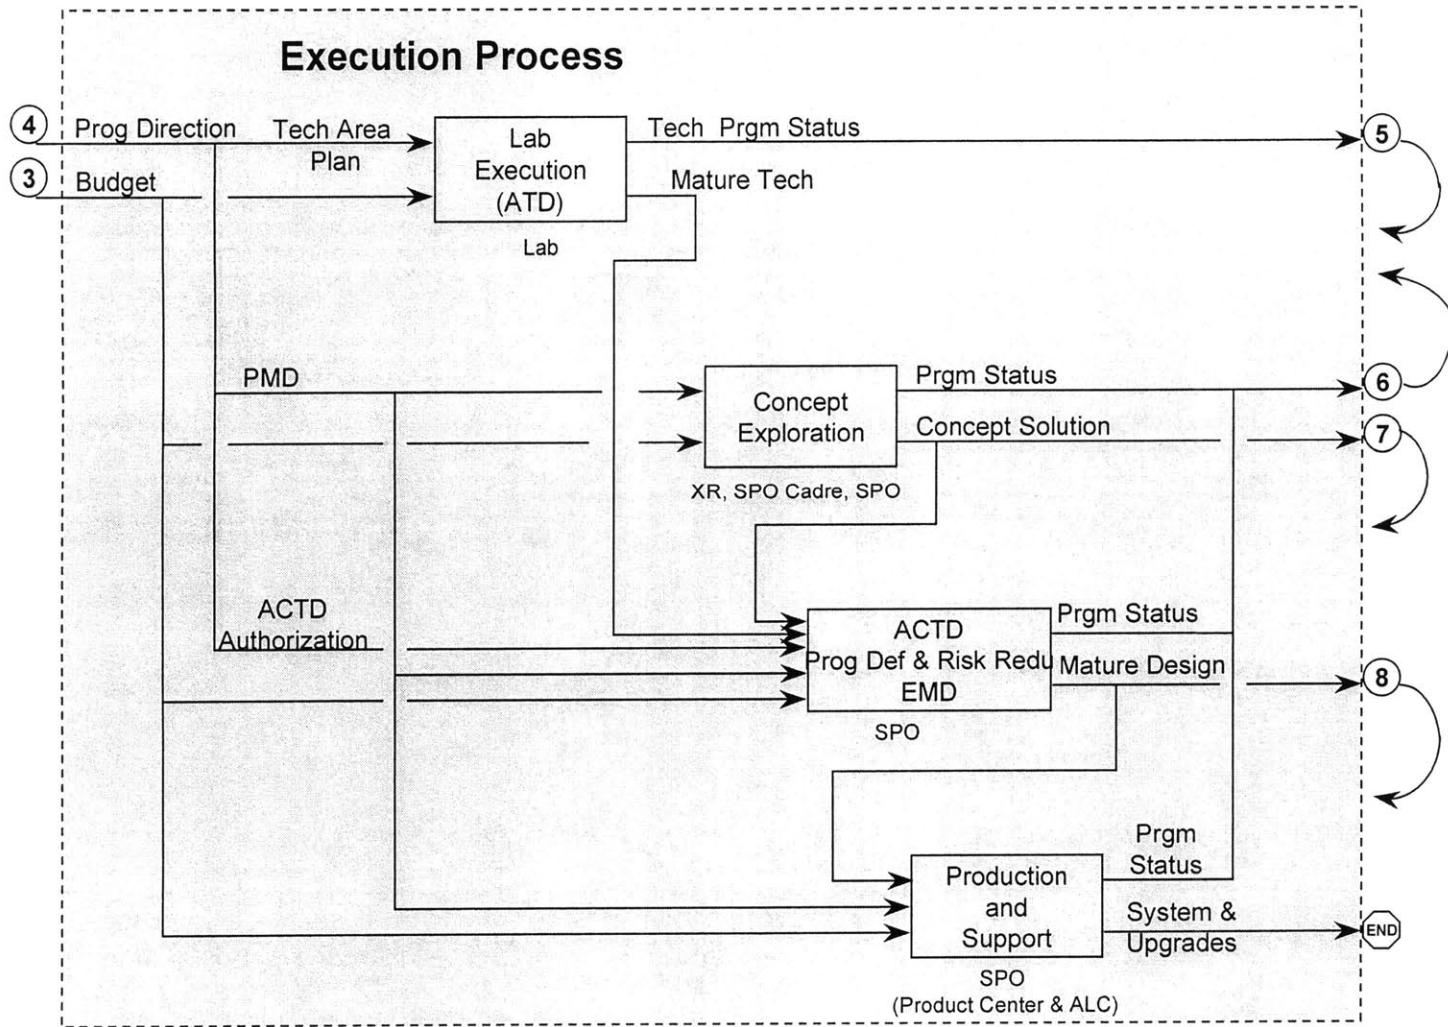 Execution Process
4
Prog Direction
Tech Area
Plan
3
Budget
Lab
Execution
(ATD)
Lab
Tech Prgm Status
5
Mature Tech
PMD
Concept
Exploration
XR, SPO Cadre, SPO
Prgm Status
6
Concept Solution
7
ACTD
Authorization
ACTD
Prog Def & Risk Redu
EMD
SPO
Prgm Status
Mature Design
8
Production
and
Support
SPO
(Product Center & ALC)
Prgm
Status
System &
Upgrades
END